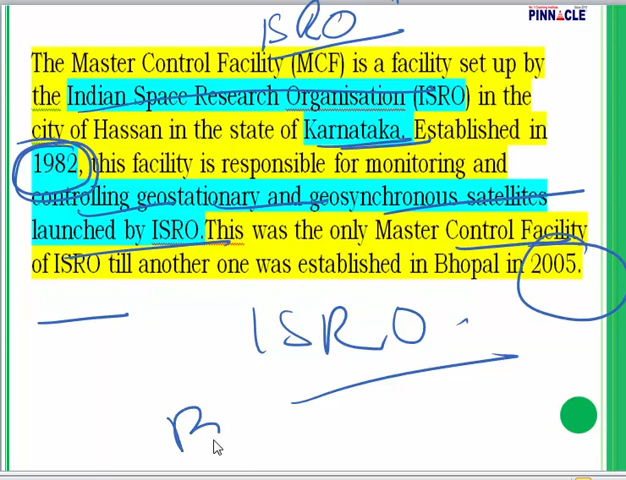 ISRO
PINNACLE
The Master Control Facility (MCF) is a facility set up by
the Indian Space Research Organisation (ISRO) in the
city of Hassan in the state of Karnataka. Established in
1982, this facility is responsible for monitoring and
controlling geostationary and geosynchronous satellites
launched by ISRO. This was the only Master Control Facility
of ISRO till another one was established in Bhopal in 2005.
ISRO